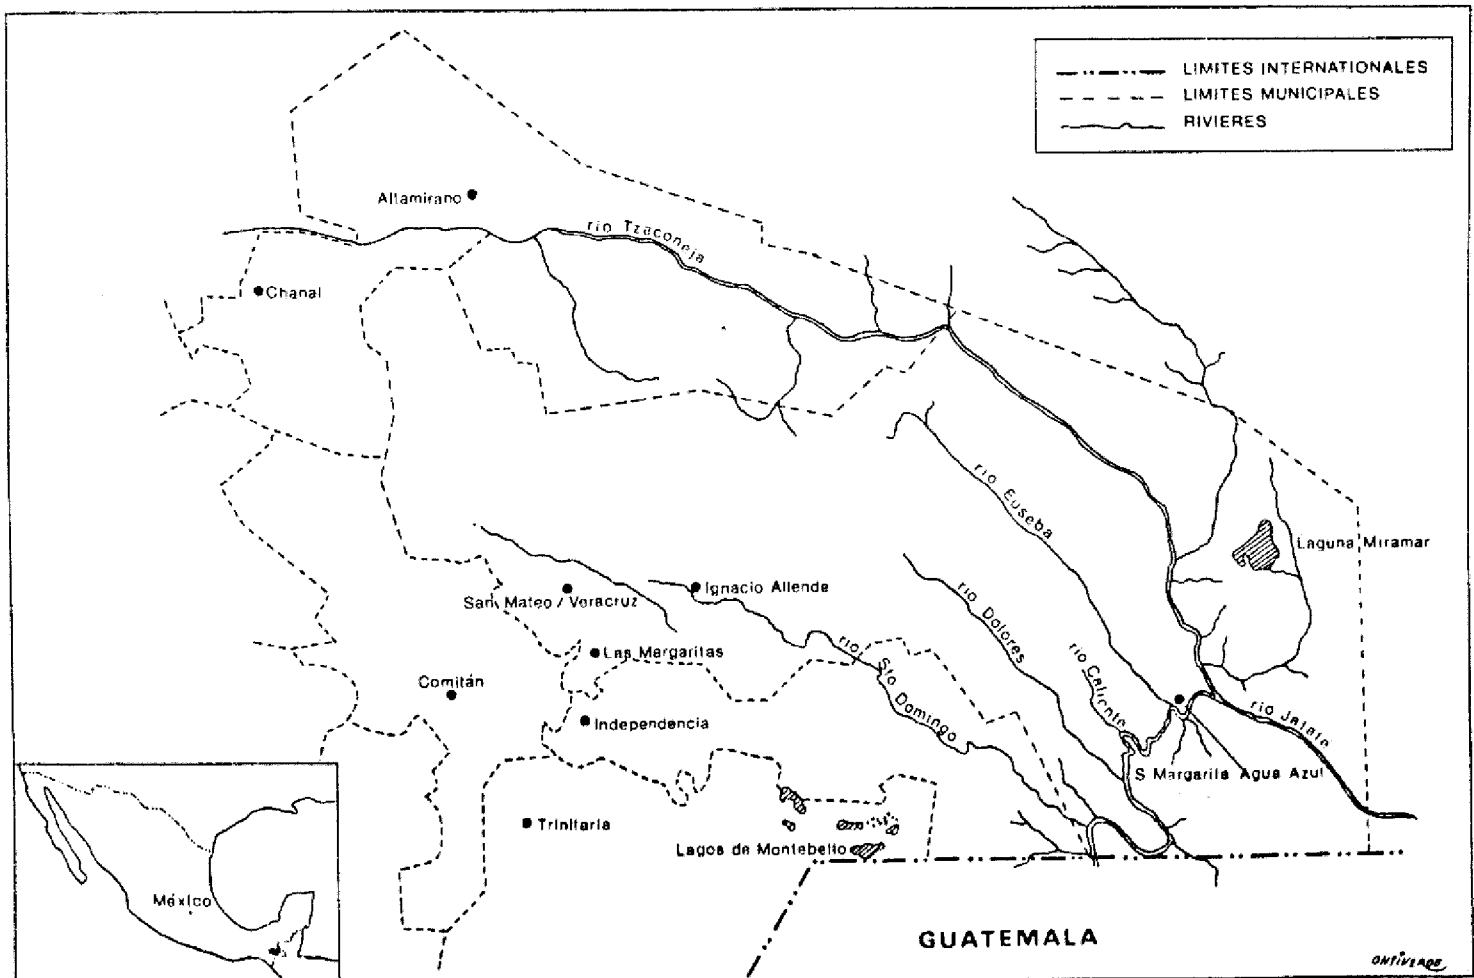 LIMITES INTERNATIONALES
LIMITES MUNICIPALES
RIVIERES
Altamirano
río Tzaconeja
Chanal
río Euseba
Laguna Miramar
Ignacio Allende
San Mateo / Veracruz
río Dolores
Las Margaritas
río Sto Domingo
río Caliente
Comitán
Independencia
río Jataté
S Margarita Agua Azul
Trinitaria
Lagos de Montebello
México
GUATEMALA
ONTIVEROS